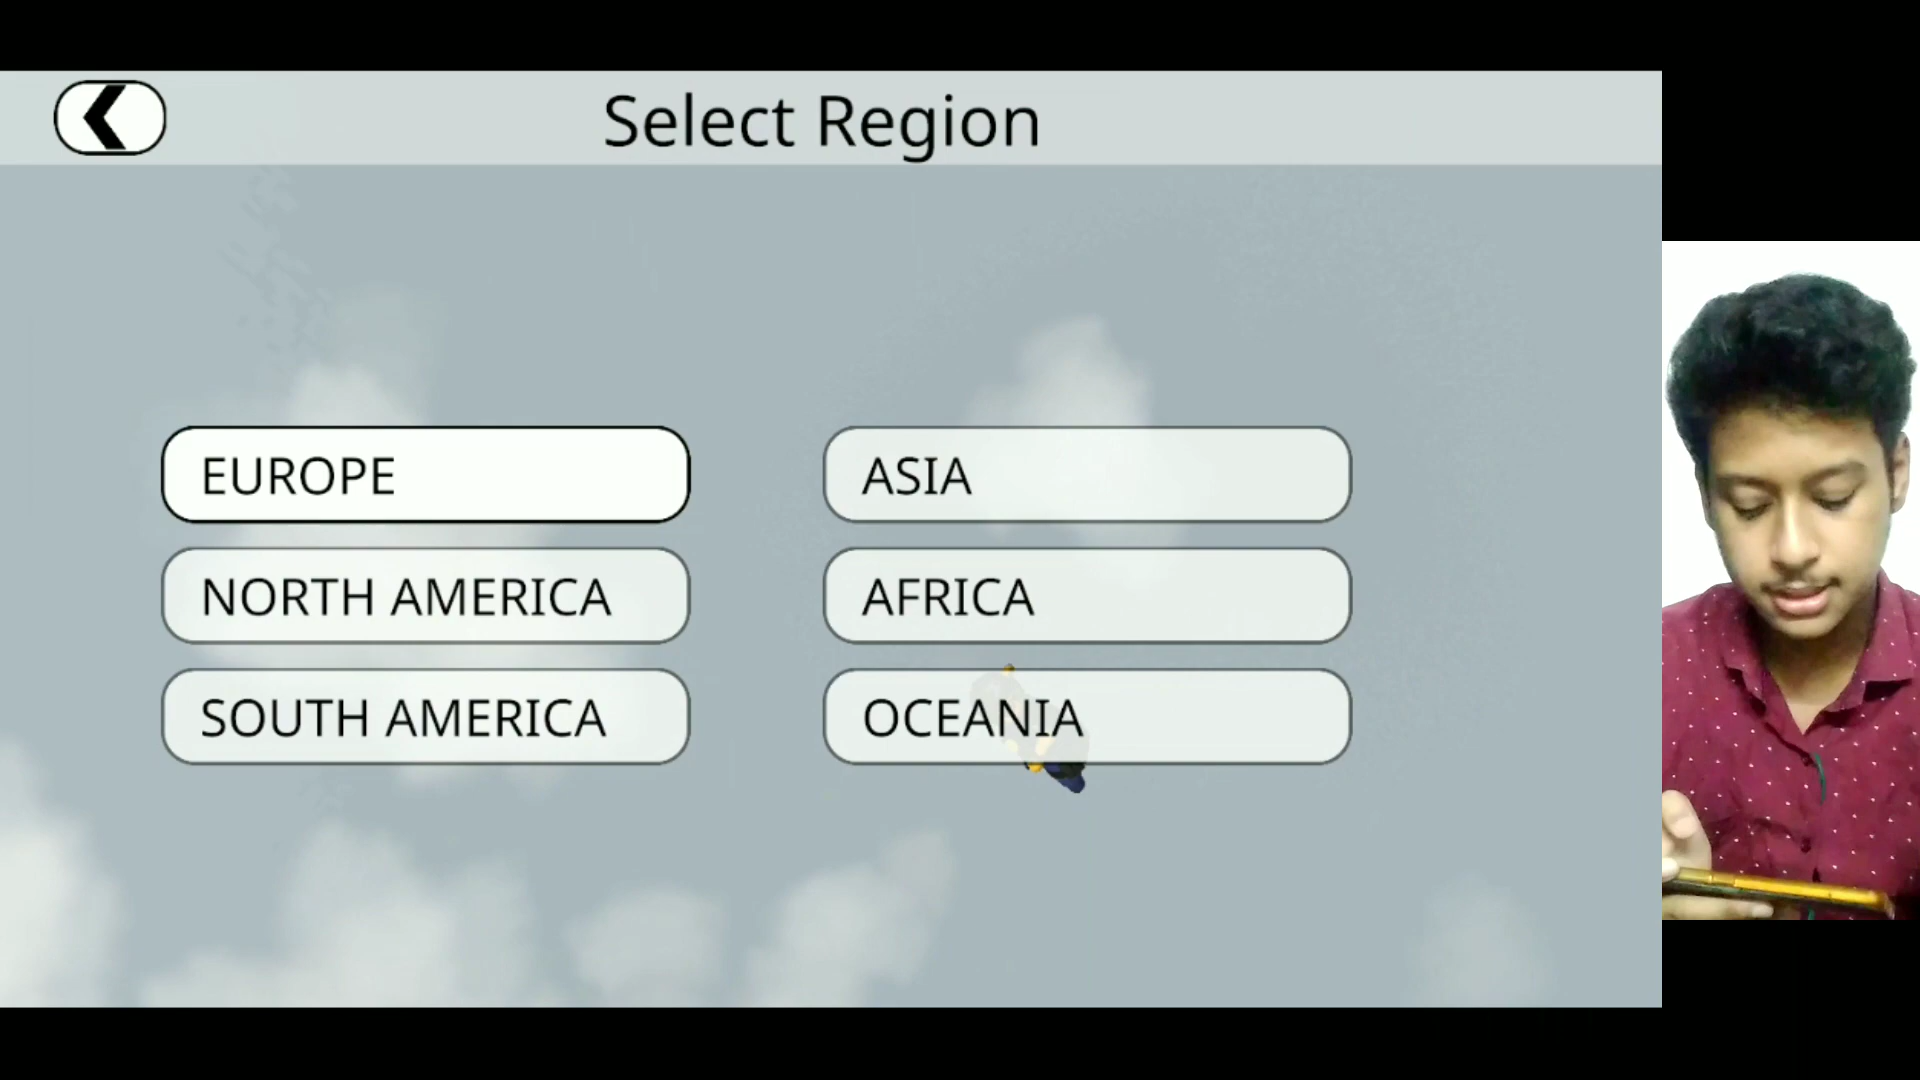 Select Region
EUROPE
ASIA
NORTH AMERICA
AFRICA
SOUTH AMERICA
OCEANIA